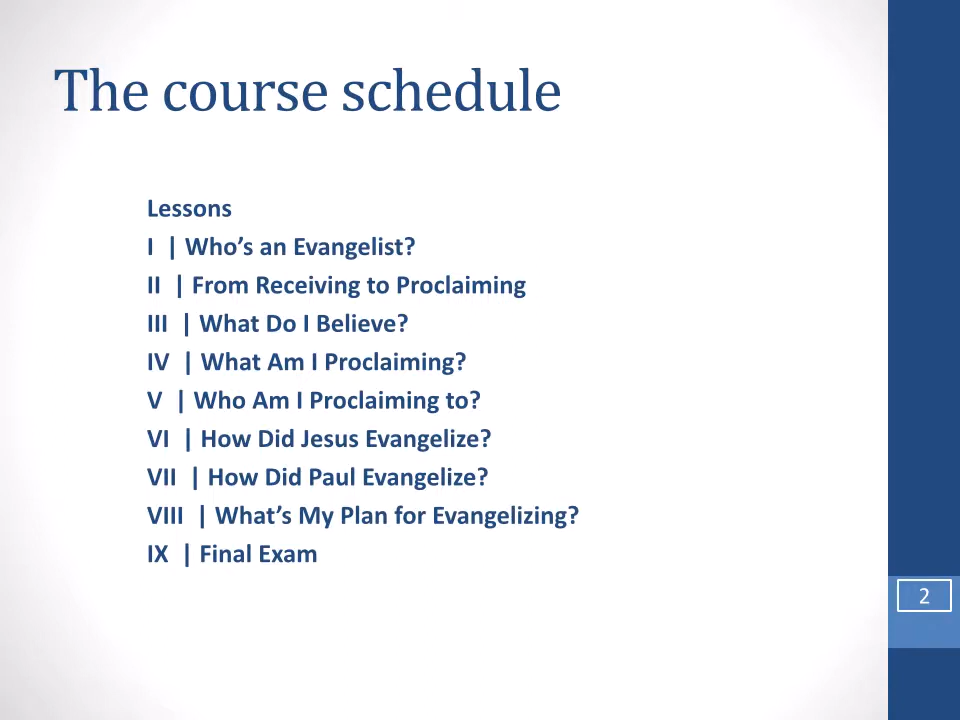 The course schedule
Lessons
I | Who’s an Evangelist?
II | From Receiving to Proclaiming
III | What Do I Believe?
IV | What Am I Proclaiming?
V | Who Am I Proclaiming to?
VI | How Did Jesus Evangelize?
VII | How Did Paul Evangelize?
VIII | What’s My Plan for Evangelizing?
IX | Final Exam
2